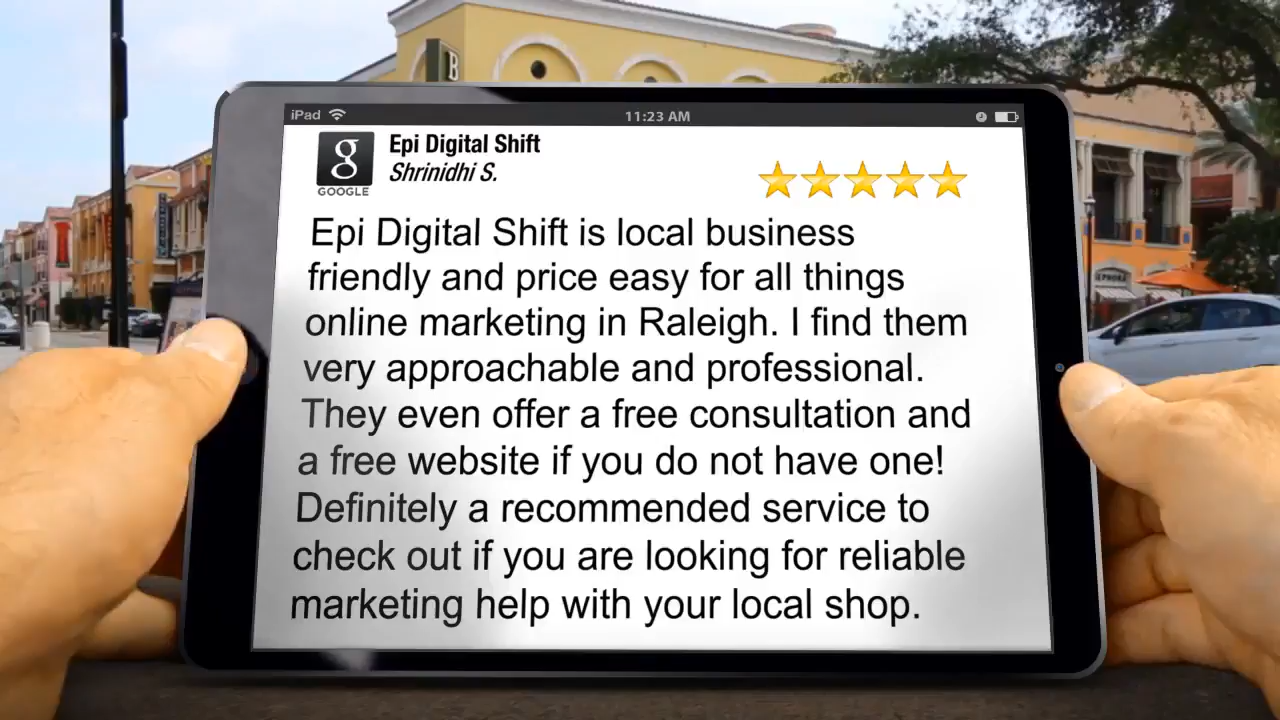 B
iPad
11:23 AM
g
GOOGLE
Epi Digital Shift
Shrinidhi S.
Epi Digital Shift is local business
friendly and price easy for all things
online marketing in Raleigh. I find them
very approachable and professional.
They even offer a free consultation and
a free website if you do not have one!
Definitely a recommended service to
check out if you are looking for reliable
marketing help with your local shop.